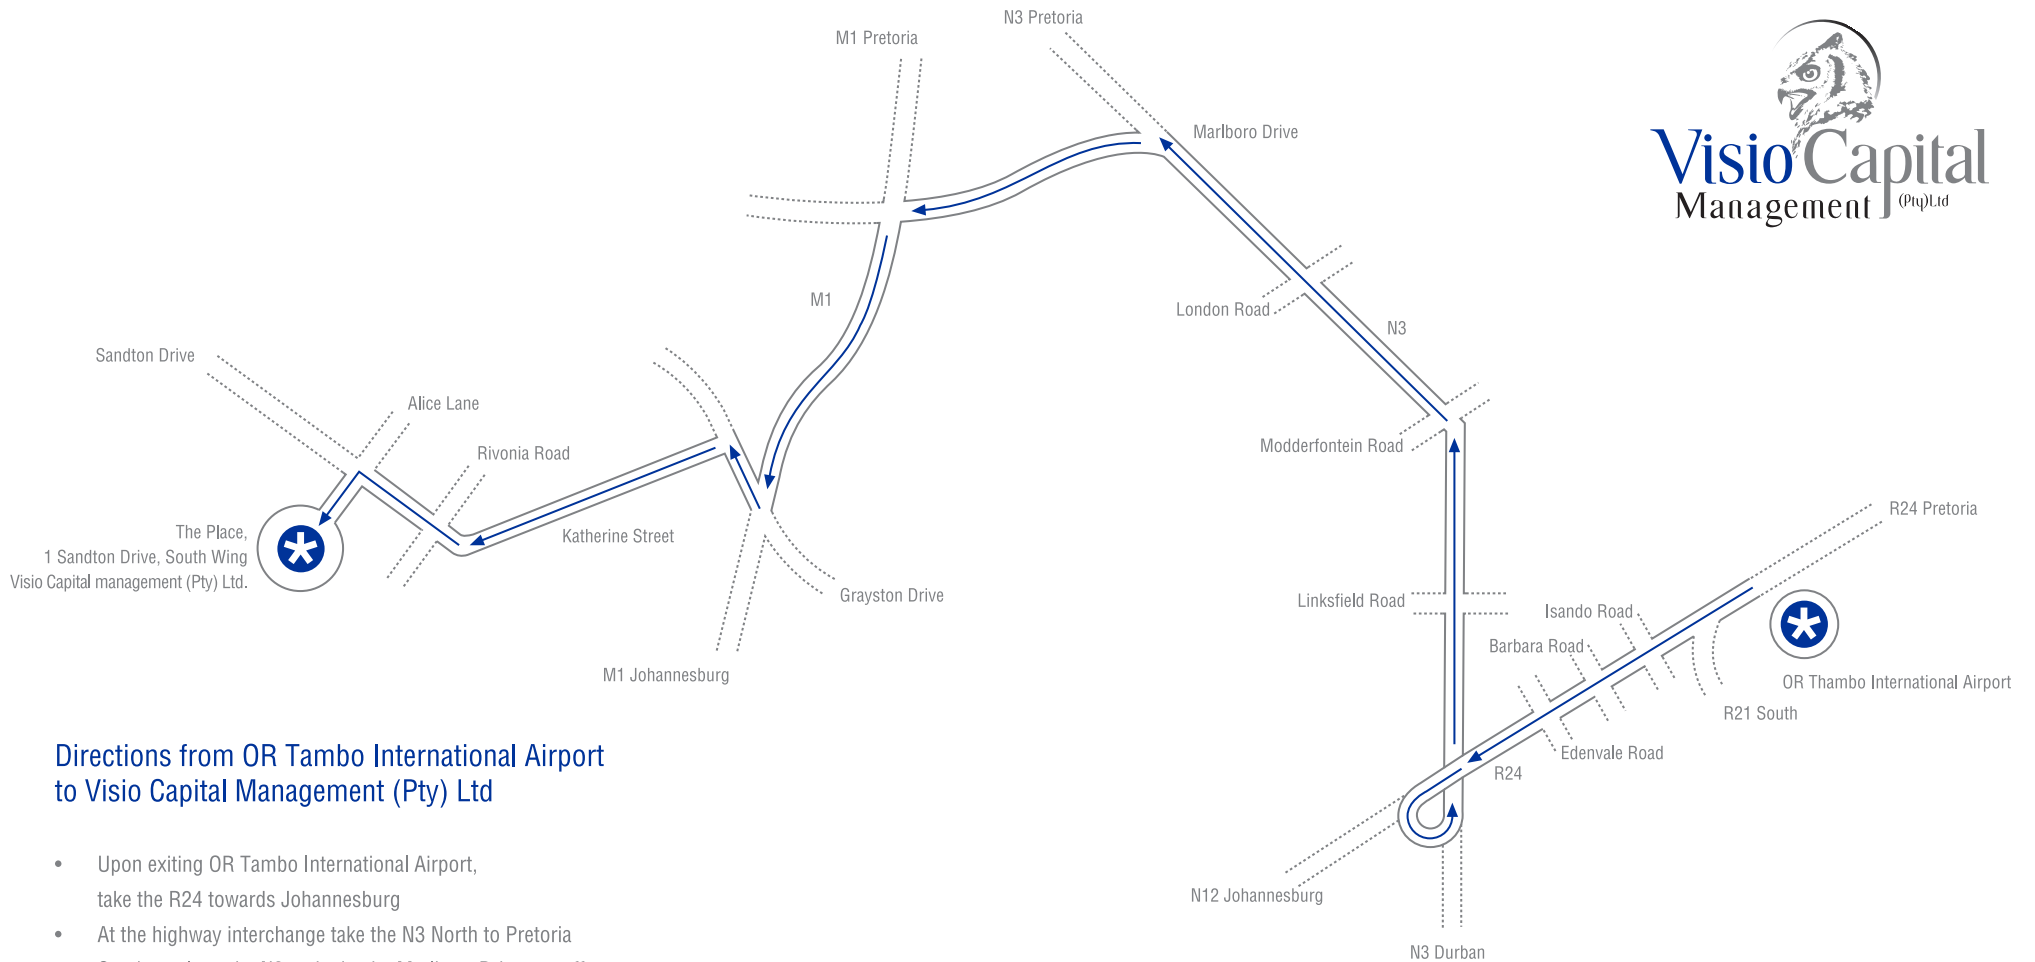 N3 Pretoria
M1 Pretoria
Visio Capital
Management (Pty)Ltd
Marlboro Drive
M1
London Road
N3
Sandton Drive
Alice Lane
Rivonia Road
Modderfontein Road
R24 Pretoria
The Place,
1 Sandton Drive, South Wing
Visio Capital management (Pty) Ltd.
Katherine Street
Grayston Drive
Linksfield Road
Isando Road
Barbara Road
M1 Johannesburg
OR Thambo International Airport
R21 South
Edenvale Road
R24
N12 Johannesburg
N3 Durban
Directions from OR Tambo International Airport
to Visio Capital Management (Pty) Ltd
• Upon exiting OR Tambo International Airport,
take the R24 towards Johannesburg
• At the highway interchange take the N3 North to Pretoria